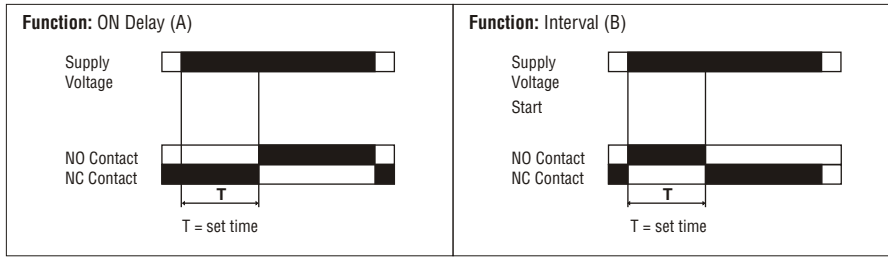 Function: ON Delay (A)
Supply
Voltage
NO Contact
NC Contact
T
T = set time
Function: Interval (B)
Supply
Voltage
Start
NO Contact
NC Contact
T
T = set time